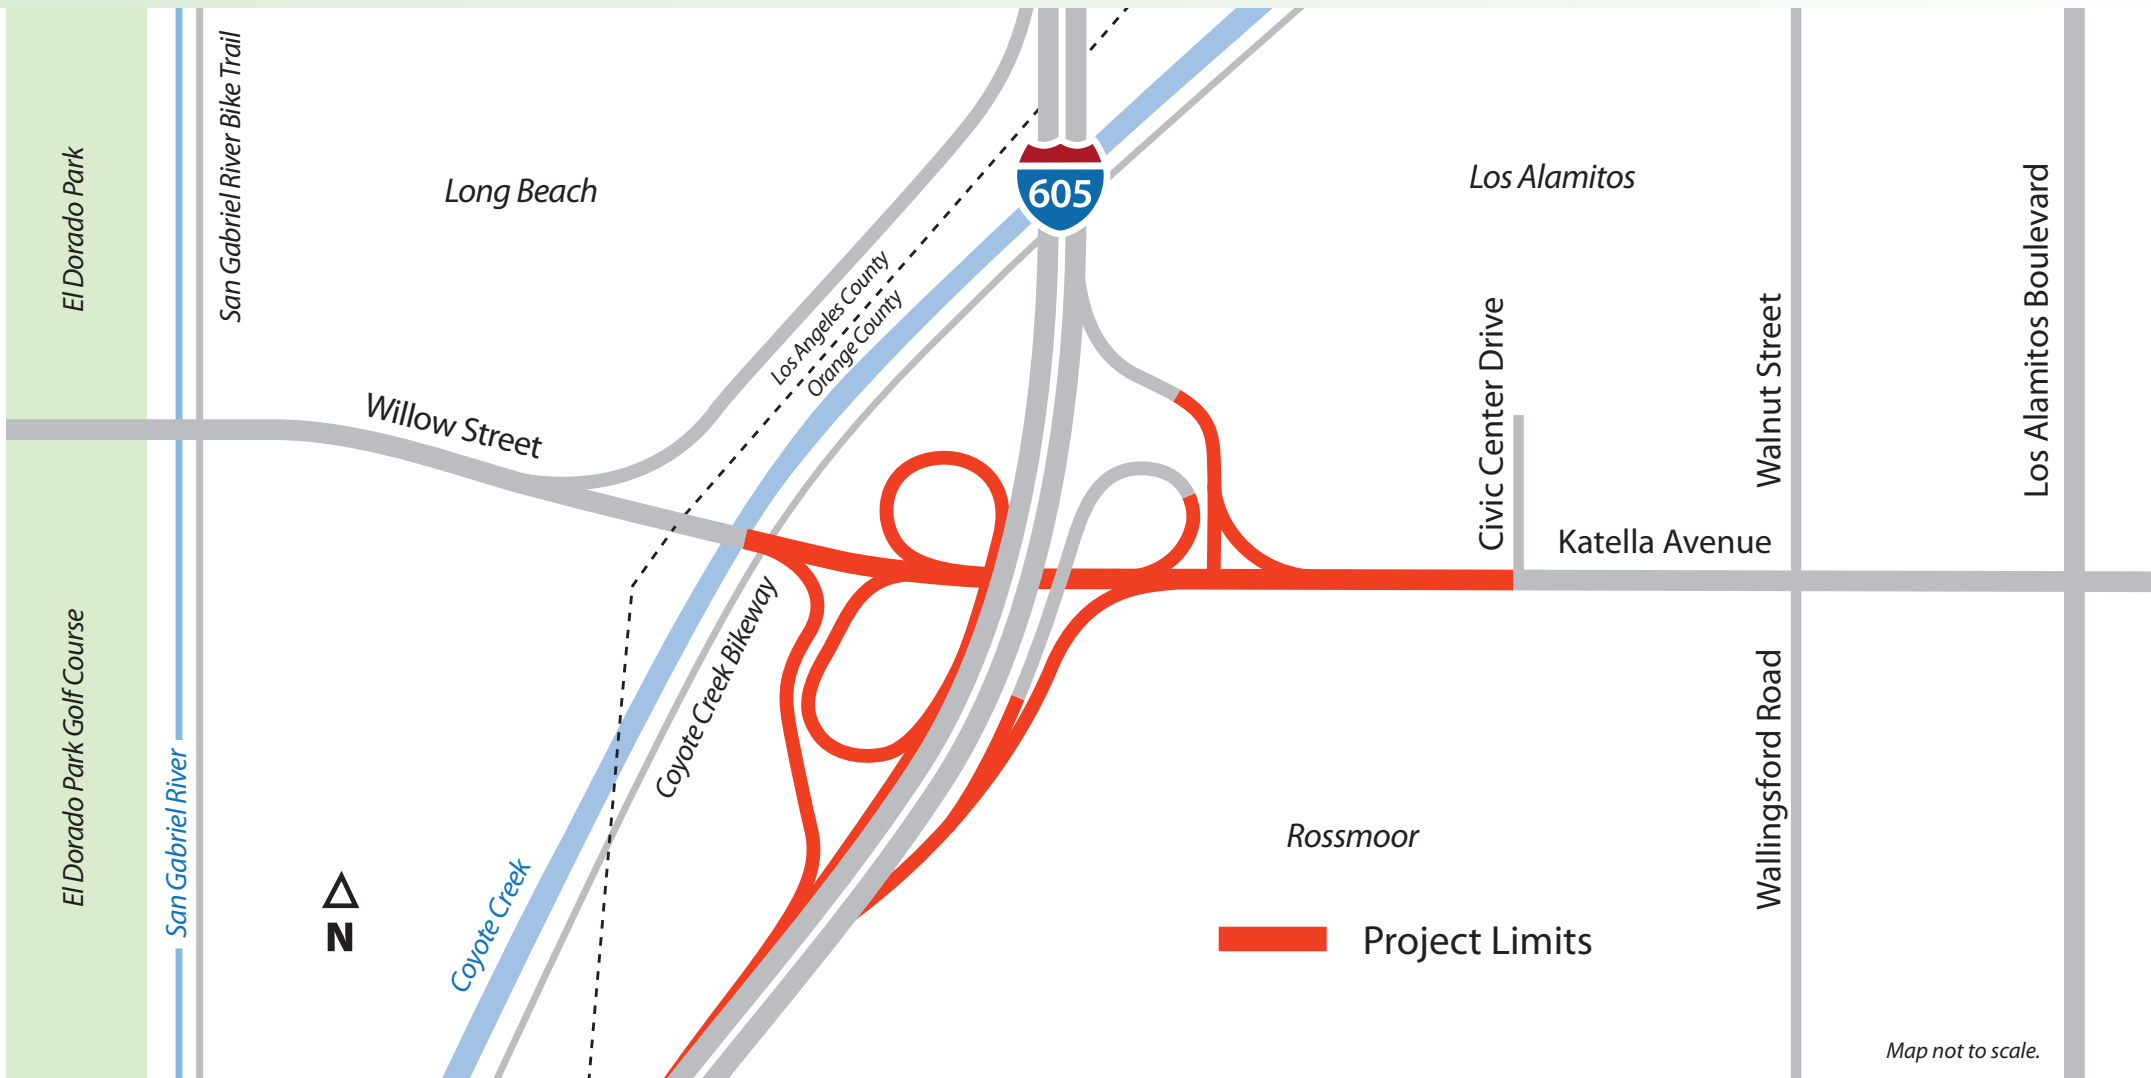 El Dorado Park
San Gabriel River Bike Trail
Long Beach
605
Los Alamitos
Los Angeles County
Orange County
Willow Street
Civic Center Drive
Walnut Street
Los Alamitos Boulevard
Katella Avenue
El Dorado Park Golf Course
San Gabriel River
Coyote Creek
Coyote Creek Bikeway
Wallingsford Road
Rossmoor
N
Project Limits
Map not to scale.